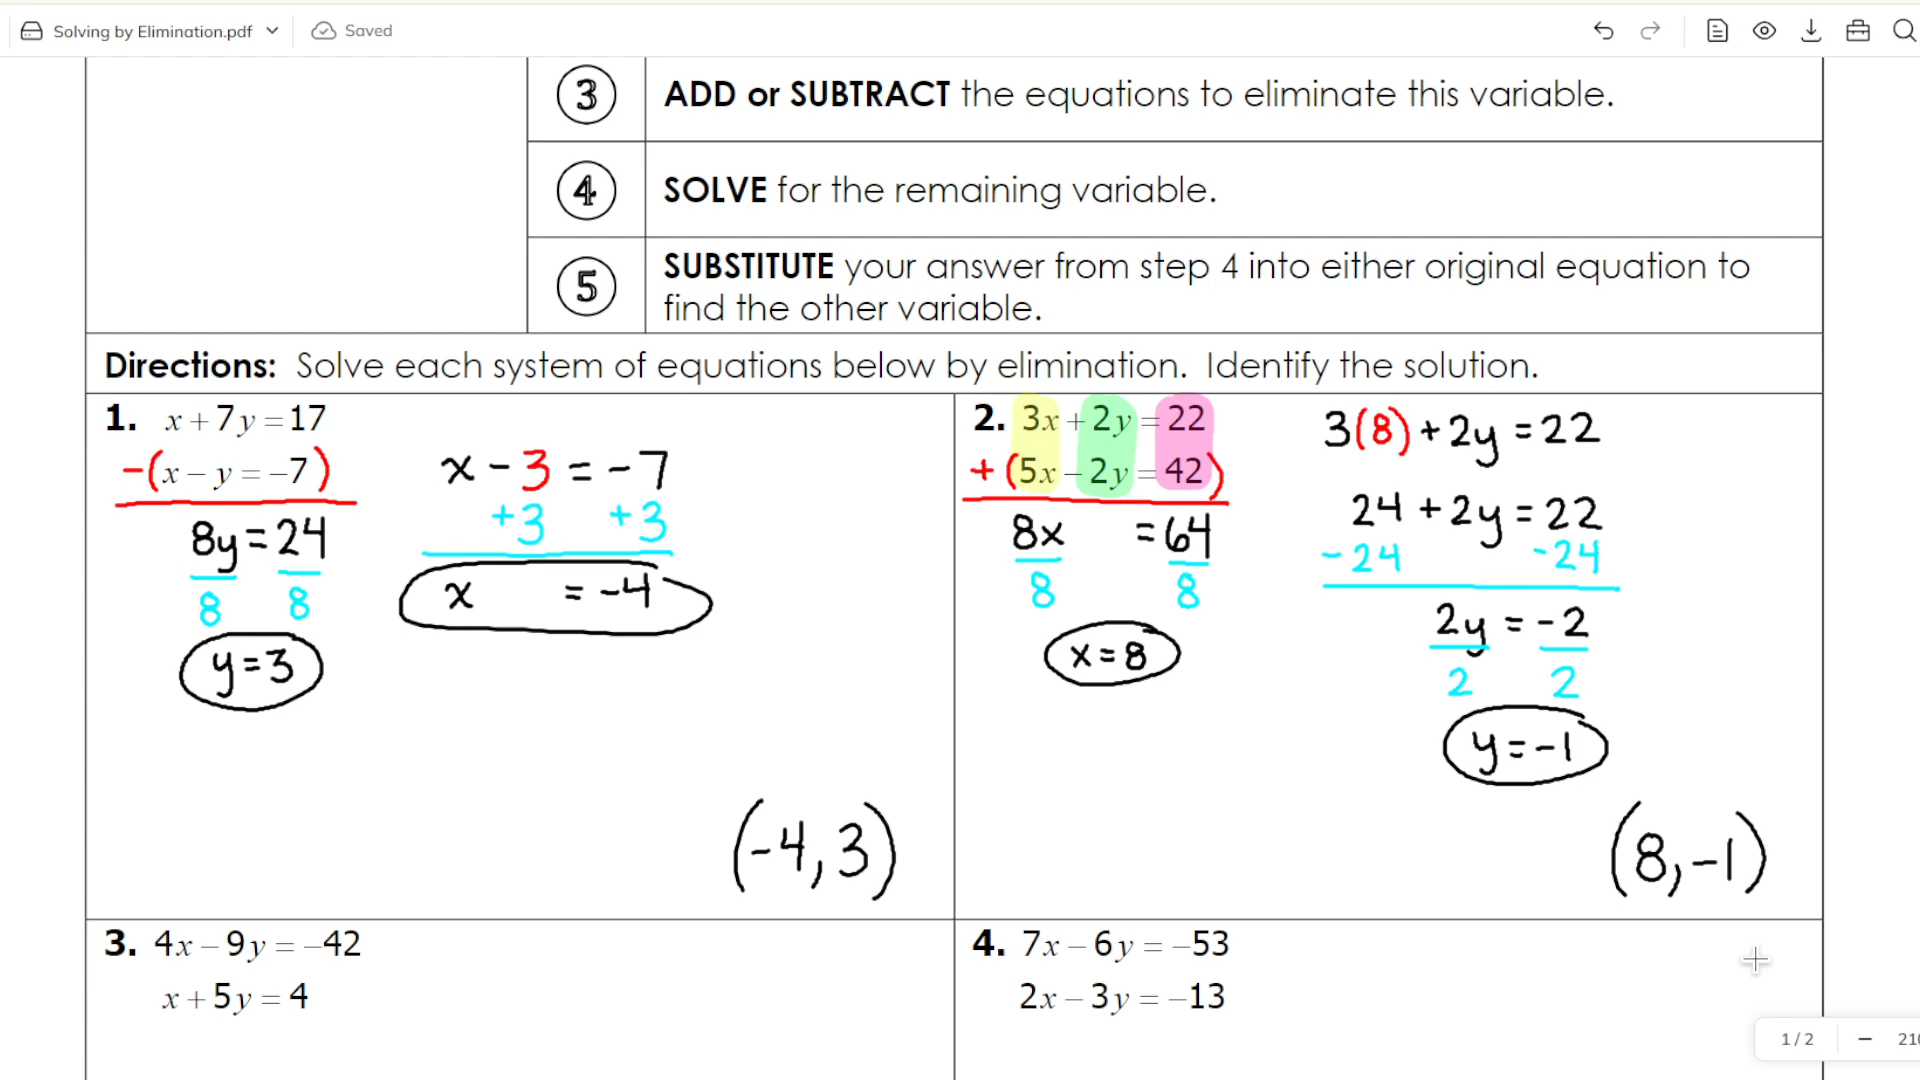 Solving by Elimination.pdf Saved
3 ADD or SUBTRACT the equations to eliminate this variable.
4 SOLVE for the remaining variable.
5 SUBSTITUTE your answer from step 4 into either original equation to
find the other variable.
Directions: Solve each system of equations below by elimination. Identify the solution.
1. x + 7y = 17
-(x − y = −7)
8y = 24
8 8
y = 3
x - 3 = -7
+3 +3
x = -4
(-4, 3)
2. 3x + 2y = 22
+(5x − 2y = 42)
8x = 64
8 8
x = 8
3(8) + 2y = 22
24 + 2y = 22
-24 -24
2y = -2
2 2
y = -1
(8, -1)
3. 4x − 9y = −42
x + 5y = 4
4. 7x − 6y = −53
2x − 3y = −13
1 / 2